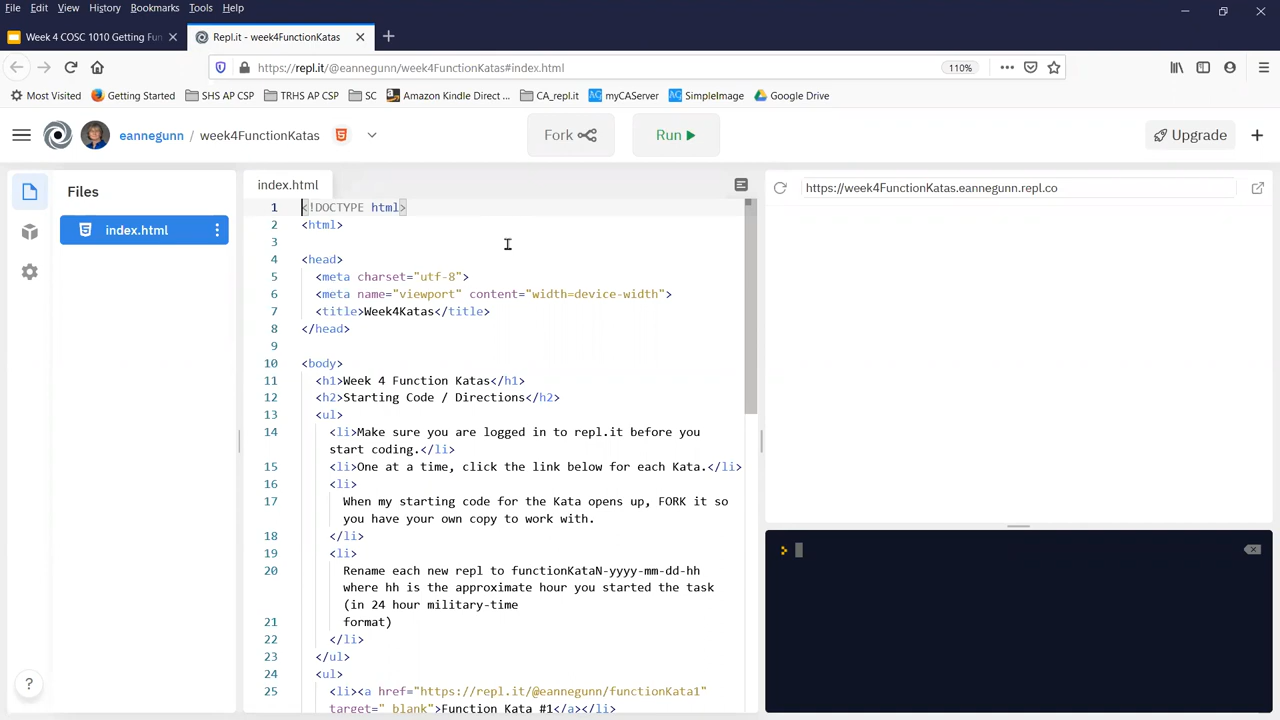 File Edit View History Bookmarks Tools Help
Week 4 COSC 1010 Getting Fun
Repl.it - week4FunctionKatas
https://repl.it/@eannegunn/week4FunctionKatas#index.html
110%
Most Visited
Getting Started
SHS AP CSP
TRHS AP CSP
SC
Amazon Kindle Direct ...
CA_repl.it
myCAServer
SimpleImage
Google Drive
eannegunn / week4FunctionKatas
Fork
Run
Upgrade
Files
index.html
index.html
1 <!DOCTYPE html>
2 <html>
3
4 <head>
5 <meta charset="utf-8">
6 <meta name="viewport" content="width=device-width">
7 <title>Week4Katas</title>
8 </head>
9
10 <body>
11 <h1>Week 4 Function Katas</h1>
12 <h2>Starting Code / Directions</h2>
13 <ul>
14 <li>Make sure you are logged in to repl.it before you
start coding.</li>
15 <li>One at a time, click the link below for each Kata.</li>
16 <li>
17 When my starting code for the Kata opens up, FORK it so
you have your own copy to work with.
18 </li>
19 <li>
20 Rename each new repl to functionKataN-yyyy-mm-dd-hh
where hh is the approximate hour you started the task
(in 24 hour military-time
21 format)
22 </li>
23 </ul>
24 <ul>
25 <li><a href="https://repl.it/@eannegunn/functionKata1"
target="_blank">Function Kata #1</a></li>
https://week4FunctionKatas.eannegunn.repl.co
?